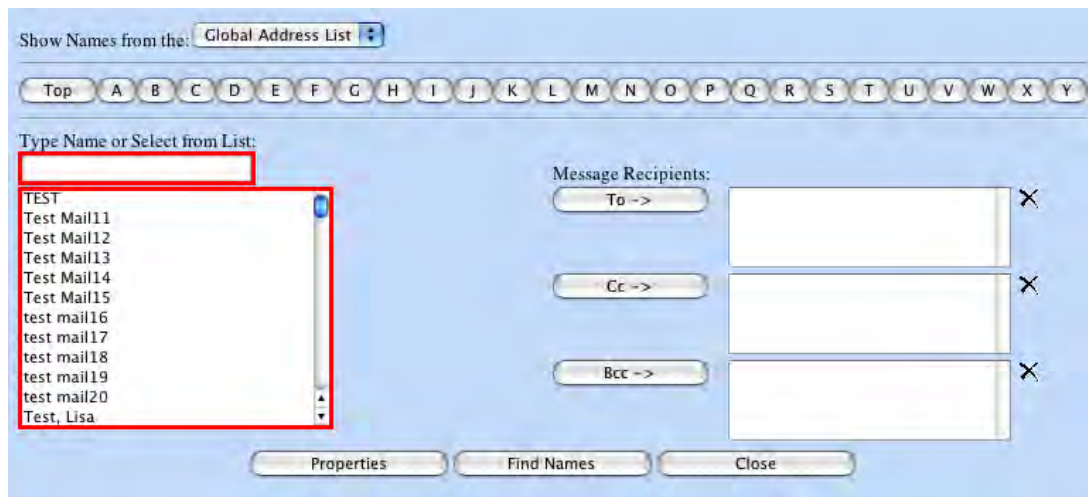 Show Names from the: Global Address List
Top A B C D E F G H I J K L M N O P Q R S T U V W X Y
Type Name or Select from List:
TEST
Test Mail11
Test Mail12
Test Mail13
Test Mail14
Test Mail15
test mail16
test mail17
test mail18
test mail19
test mail20
Test, Lisa
Message Recipients:
To ->
Cc ->
Bcc ->
Properties Find Names Close